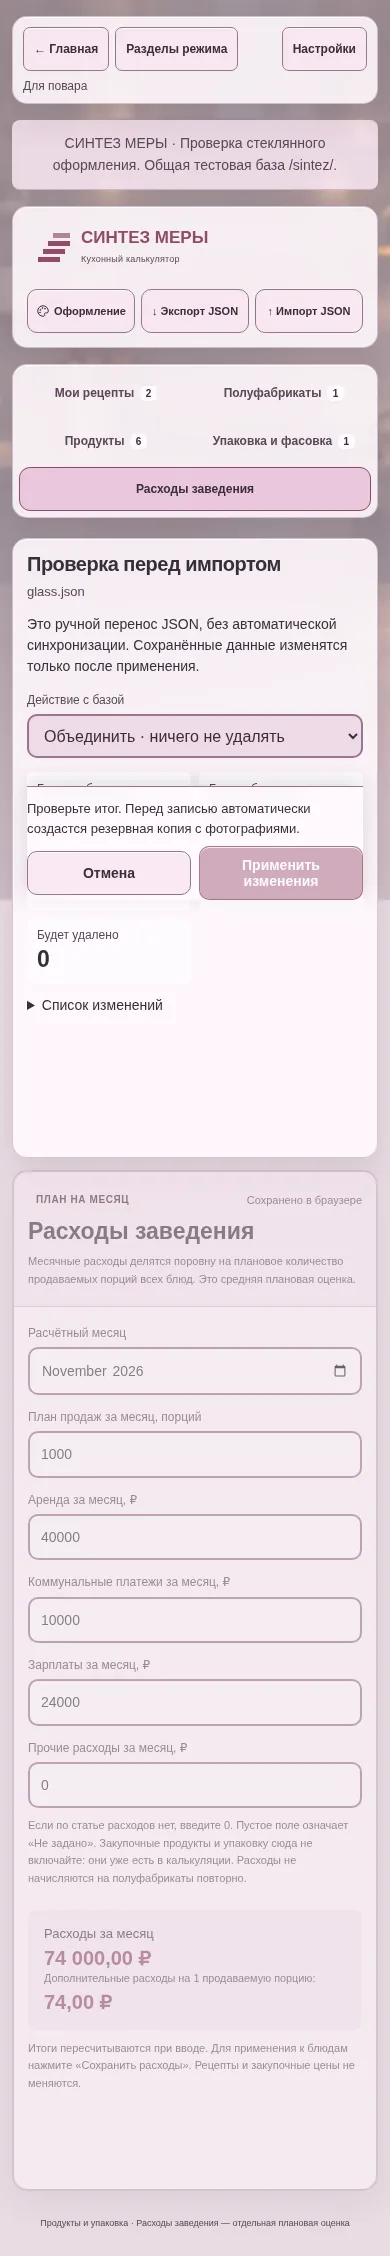 ← Главная
Разделы режима
Настройки
Для повара
СИНТЕЗ МЕРЫ · Проверка стеклянного
оформления. Общая тестовая база /sintez/.
СИНТЕЗ МЕРЫ
Кухонный калькулятор
Оформление
↓ Экспорт JSON
↑ Импорт JSON
Мои рецепты 2
Полуфабрикаты 1
Продукты 6
Упаковка и фасовка 1
Расходы заведения
Проверка перед импортом
glass.json
Это ручной перенос JSON, без автоматической
синхронизации. Сохранённые данные изменятся
только после применения.
Действие с базой
Объединить · ничего не удалять
Проверьте итог. Перед записью автоматически
создастся резервная копия с фотографиями.
Отмена
Применить
изменения
Будет удалено
0
Список изменений
ПЛАН НА МЕСЯЦ
Сохранено в браузере
Расходы заведения
Месячные расходы делятся поровну на плановое количество
продаваемых порций всех блюд. Это средняя плановая оценка.
Расчётный месяц
November 2026
План продаж за месяц, порций
1000
Аренда за месяц, ₽
40000
Коммунальные платежи за месяц, ₽
10000
Зарплаты за месяц, ₽
24000
Прочие расходы за месяц, ₽
0
Если по статье расходов нет, введите 0. Пустое поле означает
«Не задано». Закупочные продукты и упаковку сюда не
включайте: они уже есть в калькуляции. Расходы не
начисляются на полуфабрикаты повторно.
Расходы за месяц
74 000,00 ₽
Дополнительные расходы на 1 продаваемую порцию:
74,00 ₽
Итоги пересчитываются при вводе. Для применения к блюдам
нажмите «Сохранить расходы». Рецепты и закупочные цены не
меняются.
Продукты и упаковка · Расходы заведения — отдельная плановая оценка